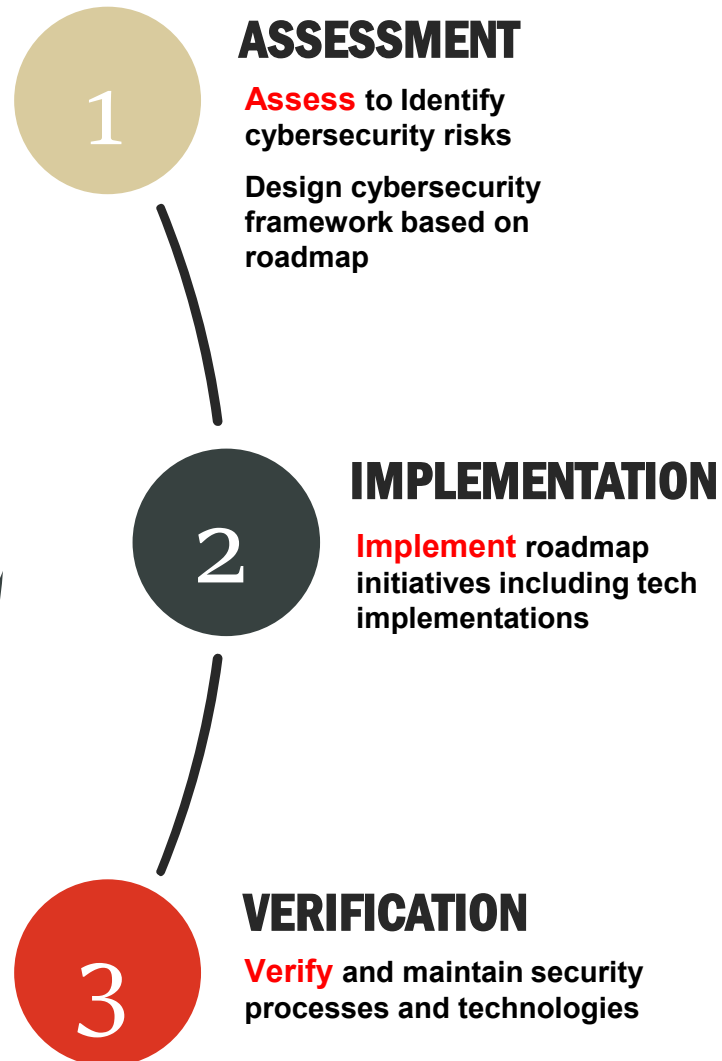 1
ASSESSMENT
Assess to Identify
cybersecurity risks
Design cybersecurity
framework based on
roadmap
2
IMPLEMENTATION
Implement roadmap
initiatives including tech
implementations
3
VERIFICATION
Verify and maintain security
processes and technologies